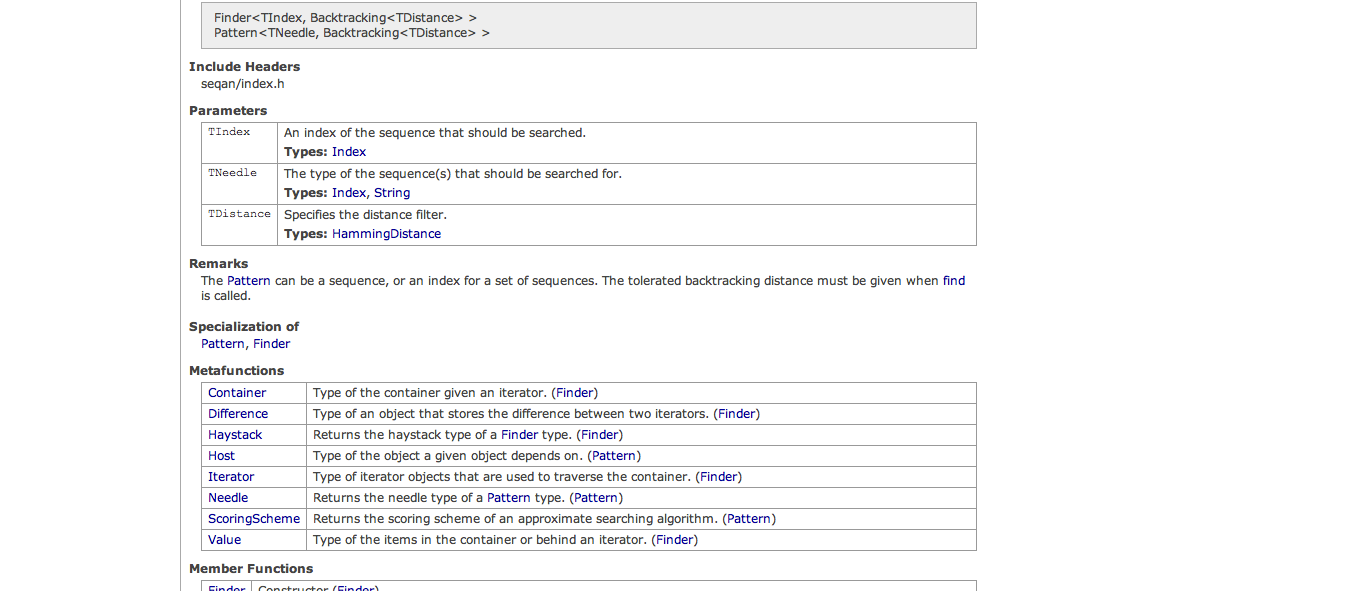 Finder<TIndex, Backtracking<TDistance> >
Pattern<TNeedle, Backtracking<TDistance> >
Include Headers
seqan/index.h
Parameters
TIndex An index of the sequence that should be searched.
Types: Index
TNeedle The type of the sequence(s) that should be searched for.
Types: Index, String
TDistance Specifies the distance filter.
Types: HammingDistance
Remarks
The Pattern can be a sequence, or an index for a set of sequences. The tolerated backtracking distance must be given when find
is called.
Specialization of
Pattern, Finder
Metafunctions
Container Type of the container given an iterator. (Finder)
Difference Type of an object that stores the difference between two iterators. (Finder)
Haystack Returns the haystack type of a Finder type. (Finder)
Host Type of the object a given object depends on. (Pattern)
Iterator Type of iterator objects that are used to traverse the container. (Finder)
Needle Returns the needle type of a Pattern type. (Pattern)
ScoringScheme Returns the scoring scheme of an approximate searching algorithm. (Pattern)
Value Type of the items in the container or behind an iterator. (Finder)
Member Functions
Finder Constructor (Finder)